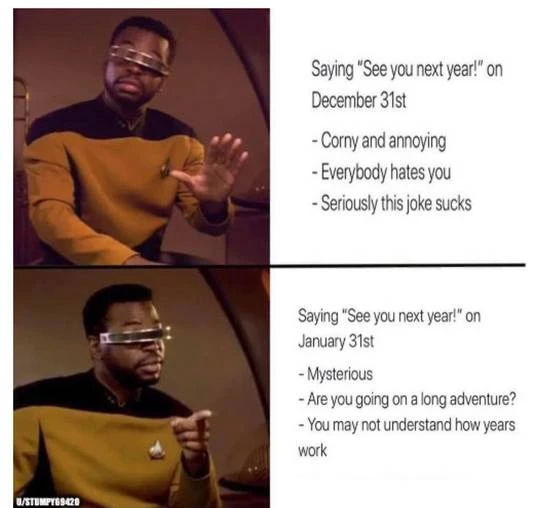 Saying "See you next year!" on
December 31st
- Corny and annoying
- Everybody hates you
- Seriously this joke sucks
Saying "See you next year!" on
January 31st
- Mysterious
- Are you going on a long adventure?
- You may not understand how years
work
U/STUMPY69420